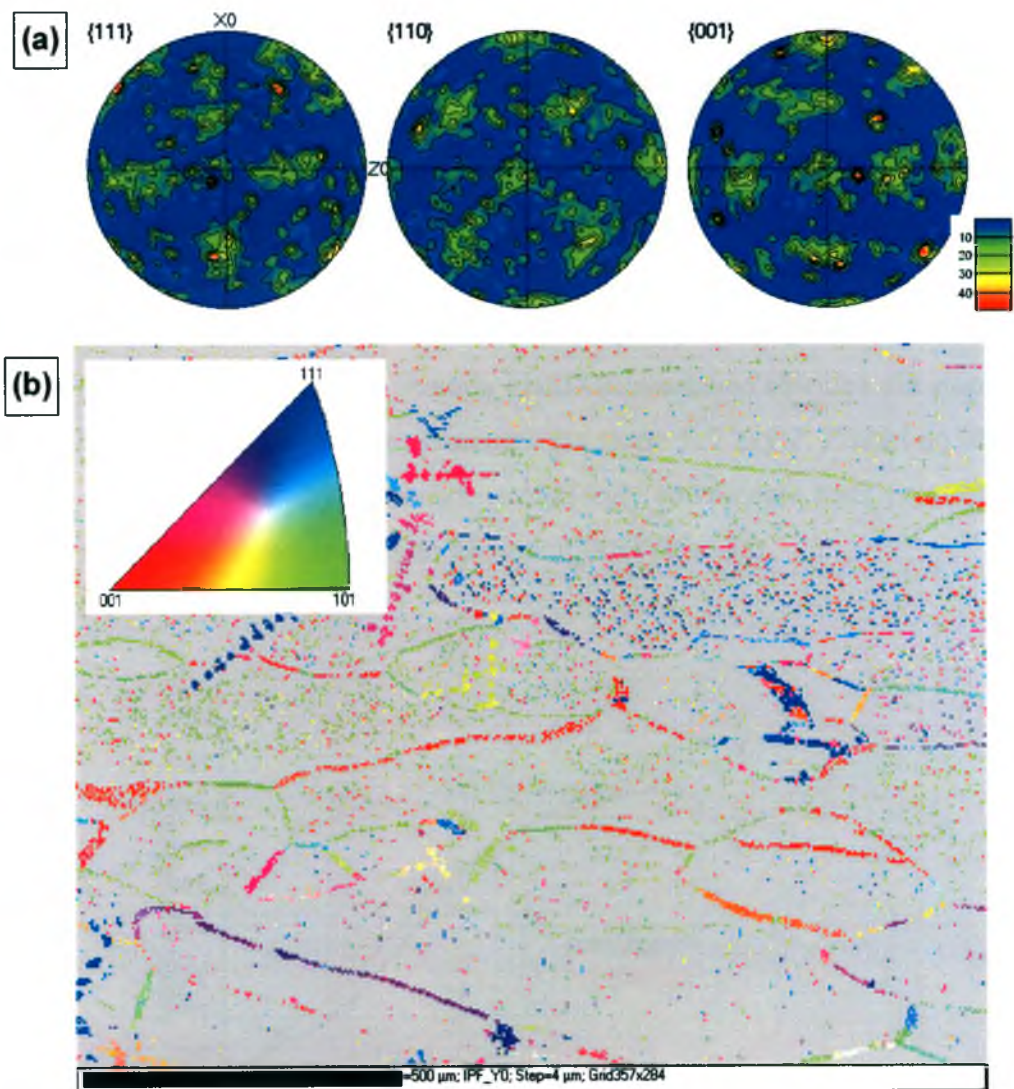 (a)
{111}
X0
{110}
{001}
Z0
10
20
30
40
(b)
111
001
101
=500 µm; IPF_Y0; Step=4 µm; Grid357x284